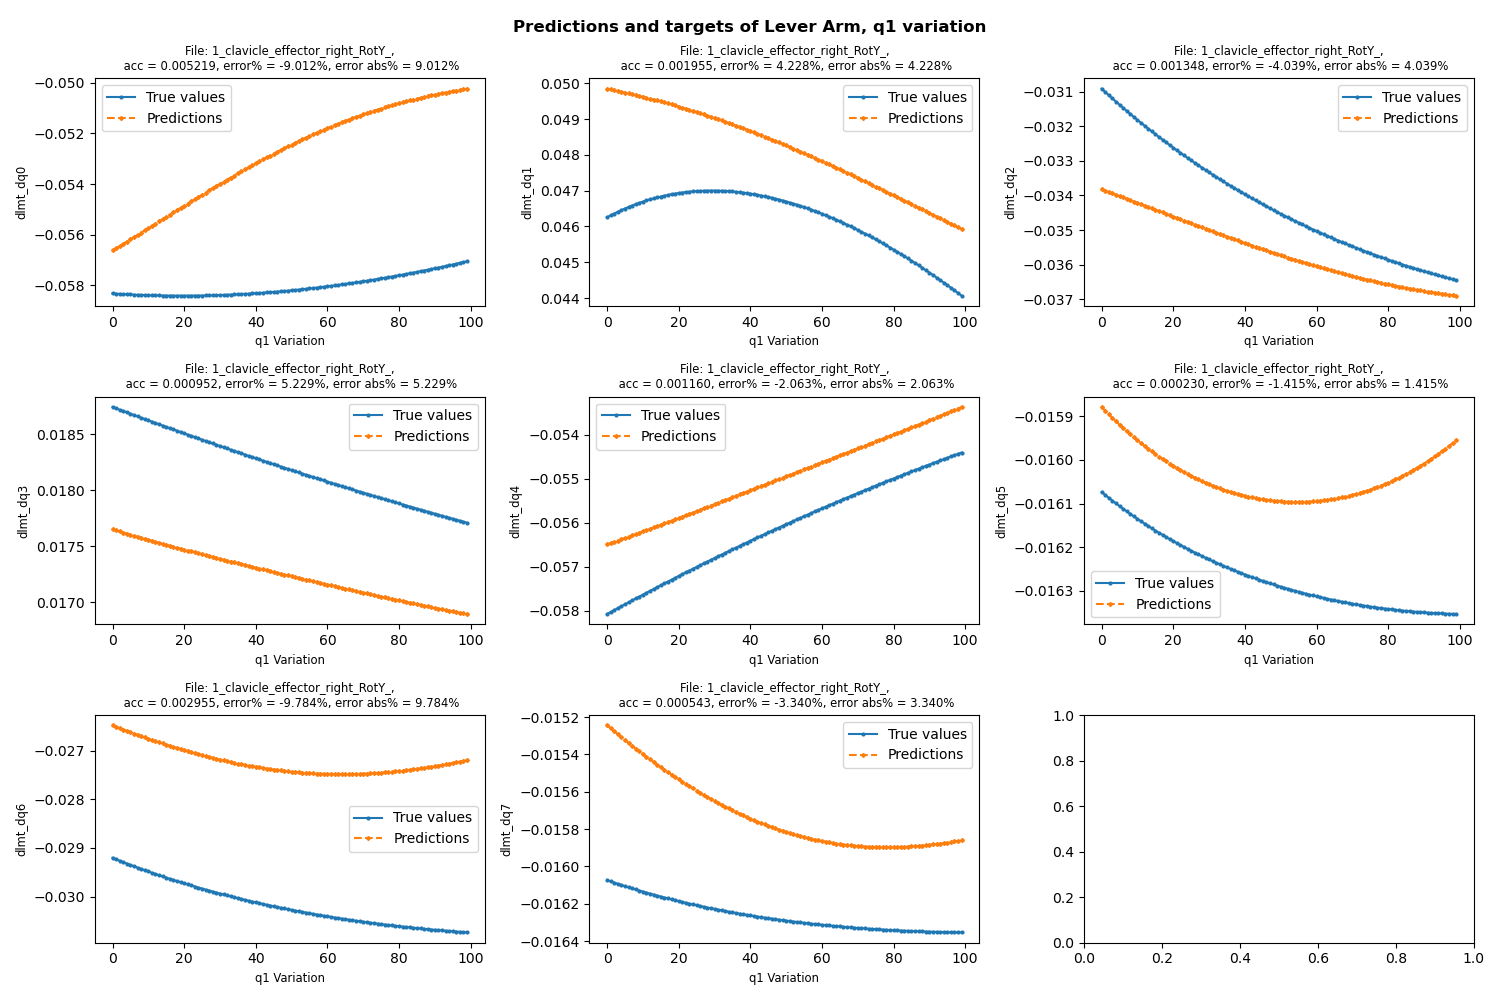 Predictions and targets of Lever Arm, q1 variation
File: 1_clavicle_effector_right_RotY_,
acc = 0.005219, error% = -9.012%, error abs% = 9.012%
−0.050
−0.052
−0.054
−0.056
−0.058
dlmt_dq0
True values
Predictions
0 20 40 60 80 100
q1 Variation
File: 1_clavicle_effector_right_RotY_,
acc = 0.001955, error% = 4.228%, error abs% = 4.228%
0.050
0.049
0.048
0.047
0.046
0.045
0.044
dlmt_dq1
True values
Predictions
0 20 40 60 80 100
q1 Variation
File: 1_clavicle_effector_right_RotY_,
acc = 0.001348, error% = -4.039%, error abs% = 4.039%
−0.031
−0.032
−0.033
−0.034
−0.035
−0.036
−0.037
dlmt_dq2
True values
Predictions
0 20 40 60 80 100
q1 Variation
File: 1_clavicle_effector_right_RotY_,
acc = 0.000952, error% = 5.229%, error abs% = 5.229%
0.0185
0.0180
0.0175
0.0170
dlmt_dq3
True values
Predictions
0 20 40 60 80 100
q1 Variation
File: 1_clavicle_effector_right_RotY_,
acc = 0.001160, error% = -2.063%, error abs% = 2.063%
−0.054
−0.055
−0.056
−0.057
−0.058
dlmt_dq4
True values
Predictions
0 20 40 60 80 100
q1 Variation
File: 1_clavicle_effector_right_RotY_,
acc = 0.000230, error% = -1.415%, error abs% = 1.415%
−0.0159
−0.0160
−0.0161
−0.0162
−0.0163
dlmt_dq5
True values
Predictions
0 20 40 60 80 100
q1 Variation
File: 1_clavicle_effector_right_RotY_,
acc = 0.002955, error% = -9.784%, error abs% = 9.784%
−0.027
−0.028
−0.029
−0.030
dlmt_dq6
True values
Predictions
0 20 40 60 80 100
q1 Variation
File: 1_clavicle_effector_right_RotY_,
acc = 0.000543, error% = -3.340%, error abs% = 3.340%
−0.0152
−0.0154
−0.0156
−0.0158
−0.0160
−0.0162
−0.0164
dlmt_dq7
True values
Predictions
0 20 40 60 80 100
q1 Variation
1.0
0.8
0.6
0.4
0.2
0.0
0.0 0.2 0.4 0.6 0.8 1.0